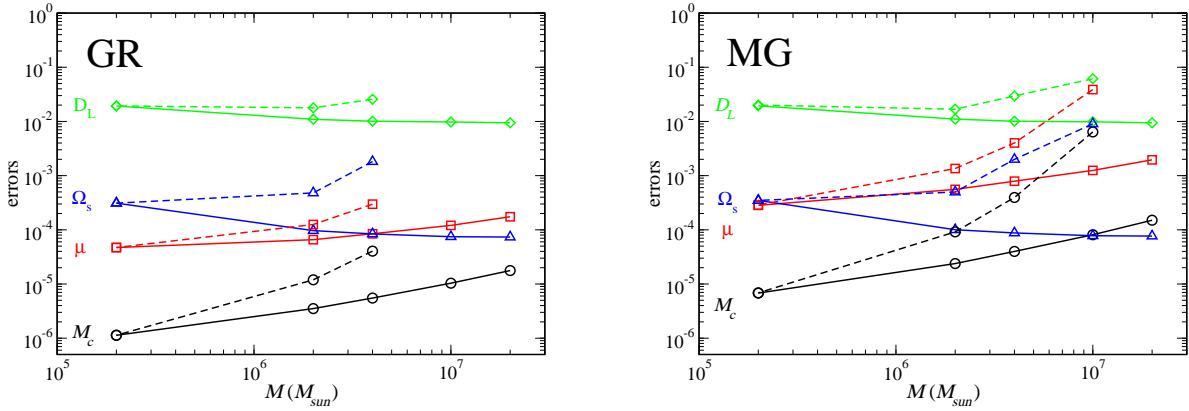 GR
10^0
10^-1
10^-2
10^-3
10^-4
10^-5
10^-6
errors
D_L
Ω_s
μ
M_c
10^5
10^6
10^7
M (M_sun)
MG
10^0
10^-1
10^-2
10^-3
10^-4
10^-5
10^-6
errors
D_L
Ω_s
μ
M_c
10^5
10^6
10^7
M (M_sun)